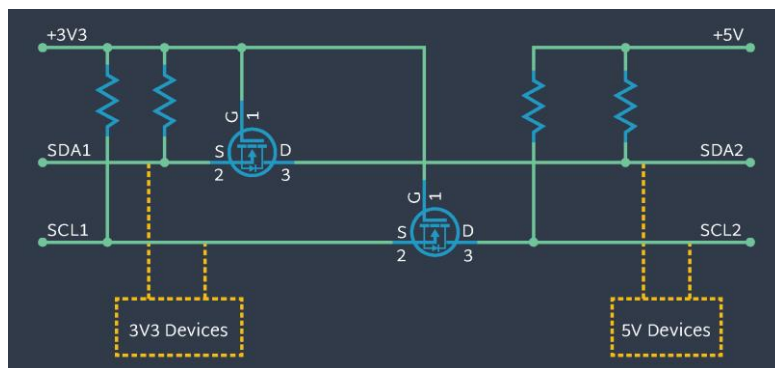 +3V3
+5V
G 1
SDA1
S
D
SDA2
2
3
G 1
SCL1
S
D
SCL2
2
3
3V3 Devices
5V Devices